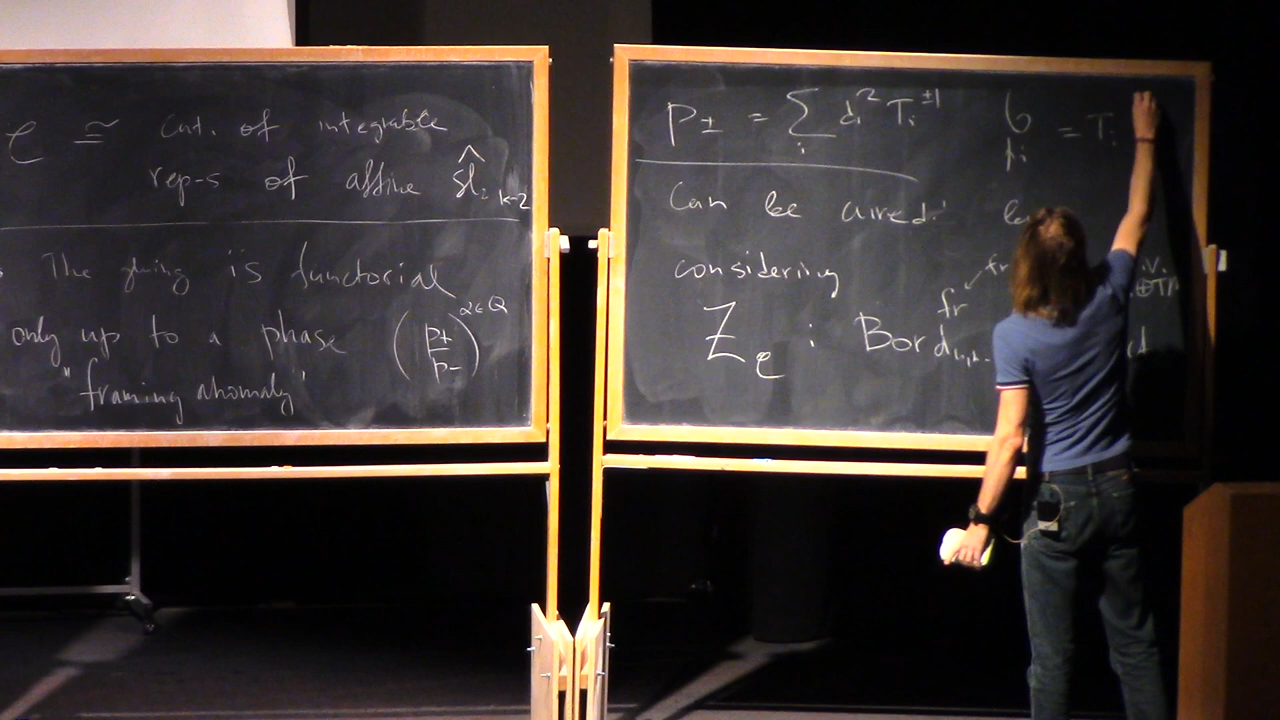 C ≅ Cat. of integrable
rep-s of affine ŝl₂ k-2
The gluing is functorial
only up to a phase (p₊/p₋)^α∈Q
"framing anomaly"
p± = Σᵢ dᵢ² Tᵢ^±1 = Tᵢ
Can be cured
considering
fr
Z_C : Bord